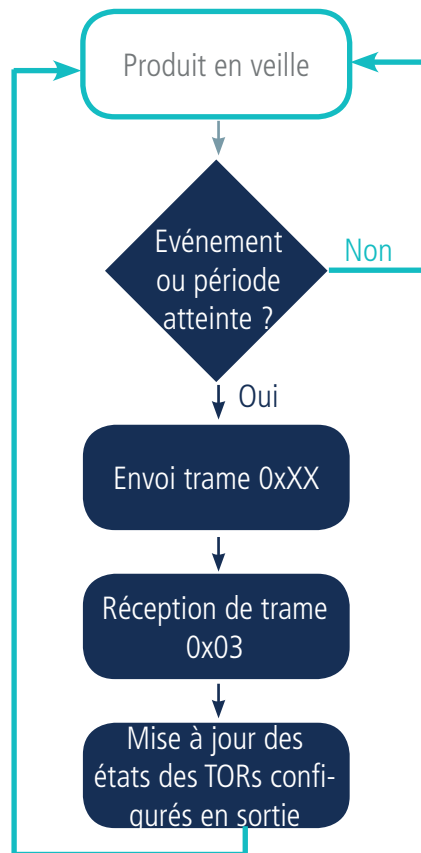 Produit en veille
Evénement
ou période
atteinte ?
Non
Oui
Envoi trame 0xXX
Réception de trame
0x03
Mise à jour des
états des TORs confi-
gurés en sortie